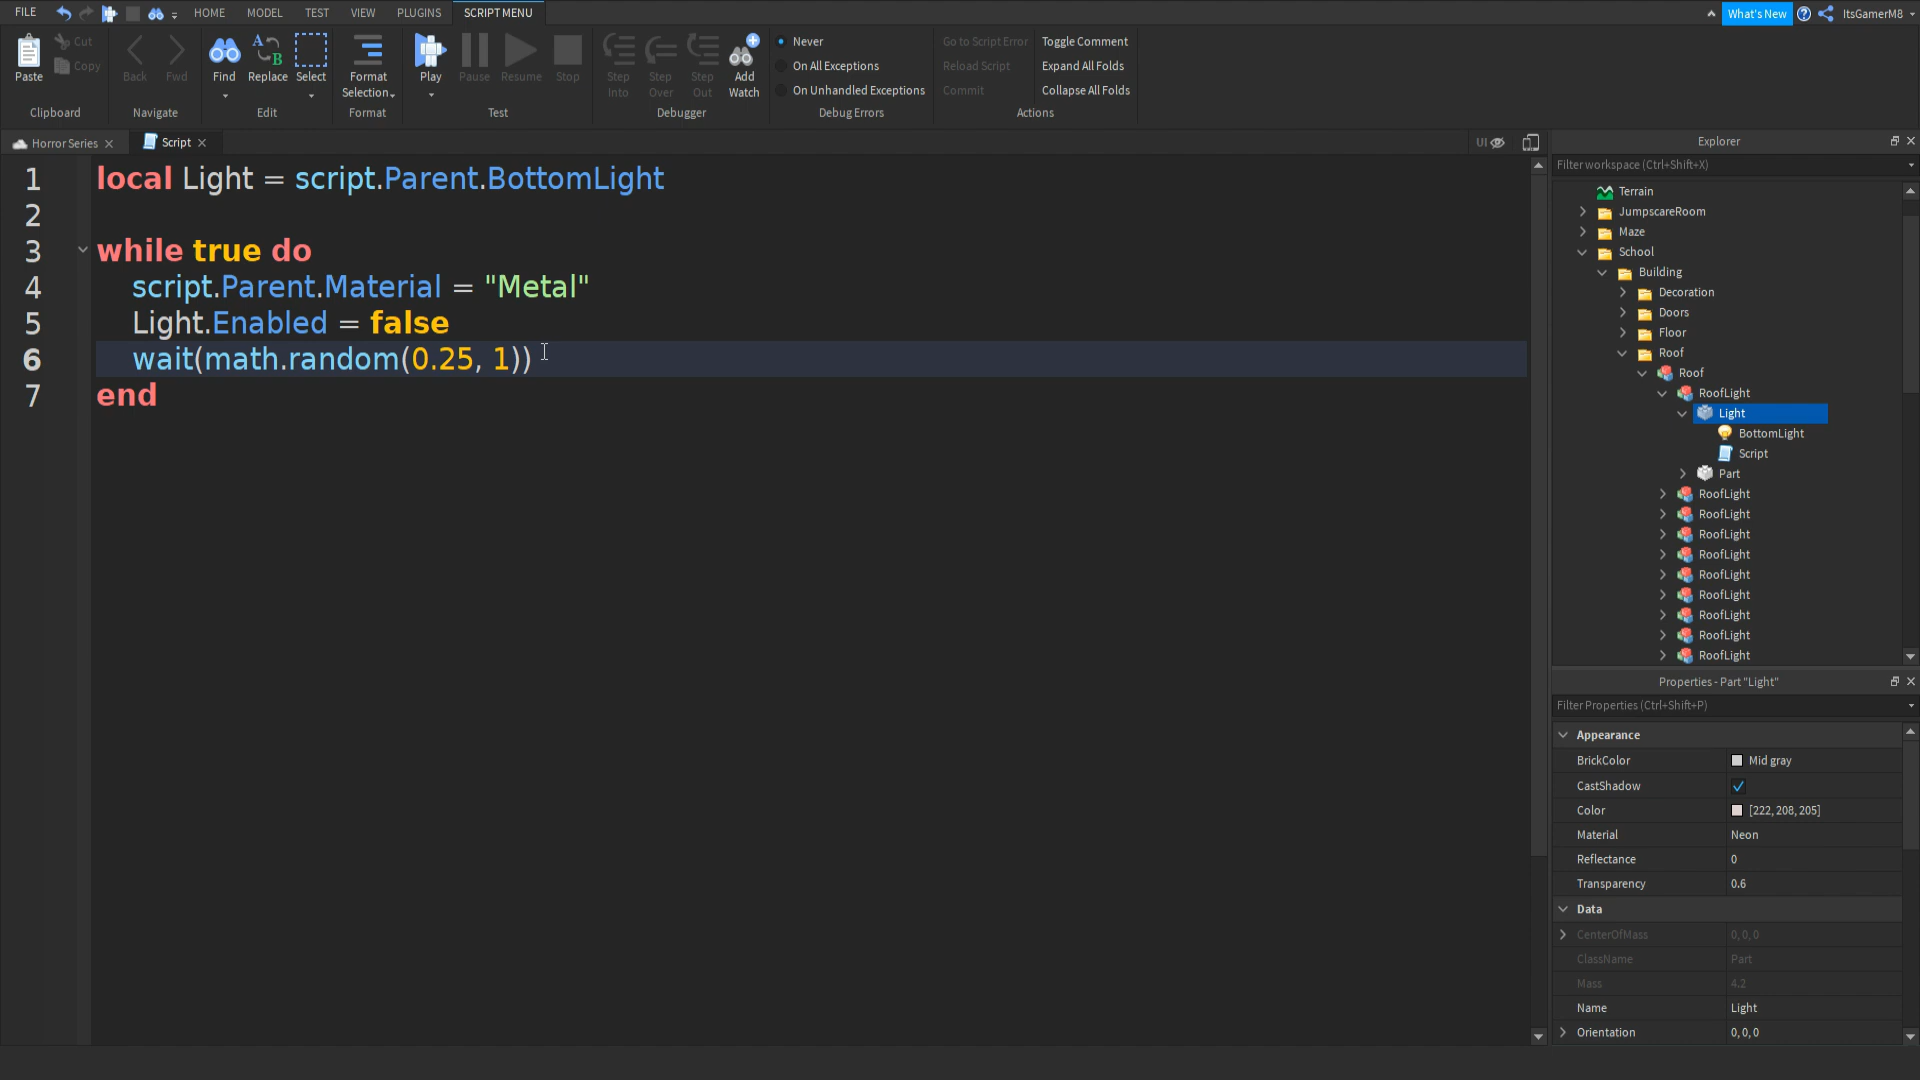 FILE HOME MODEL TEST VIEW PLUGINS SCRIPT MENU What's New ItsGamerM8
Paste Cut Copy
Clipboard
Back Fwd
Navigate
Find Replace Select
Edit
Format Selection
Format
Play Pause Resume Stop
Test
Step Into Step Over Step Out Add Watch
Debugger
Never
On All Exceptions
On Unhandled Exceptions
Debug Errors
Go to Script Error Toggle Comment
Reload Script Expand All Folds
Commit Collapse All Folds
Actions
Horror Series Script UI
1 local Light = script.Parent.BottomLight
2
3 while true do
4 script.Parent.Material = "Metal"
5 Light.Enabled = false
6 wait(math.random(0.25, 1))
7 end
Explorer
Filter workspace (Ctrl+Shift+X)
Terrain
JumpscareRoom
Maze
School
Building
Decoration
Doors
Floor
Roof
Roof
RoofLight
Light
BottomLight
Script
Part
RoofLight
RoofLight
RoofLight
RoofLight
RoofLight
RoofLight
RoofLight
RoofLight
RoofLight
Properties - Part "Light"
Filter Properties (Ctrl+Shift+P)
Appearance
BrickColor Mid gray
CastShadow
Color [222, 208, 205]
Material Neon
Reflectance 0
Transparency 0.6
Data
CenterOfMass 0, 0, 0
ClassName Part
Mass 4.2
Name Light
Orientation 0, 0, 0